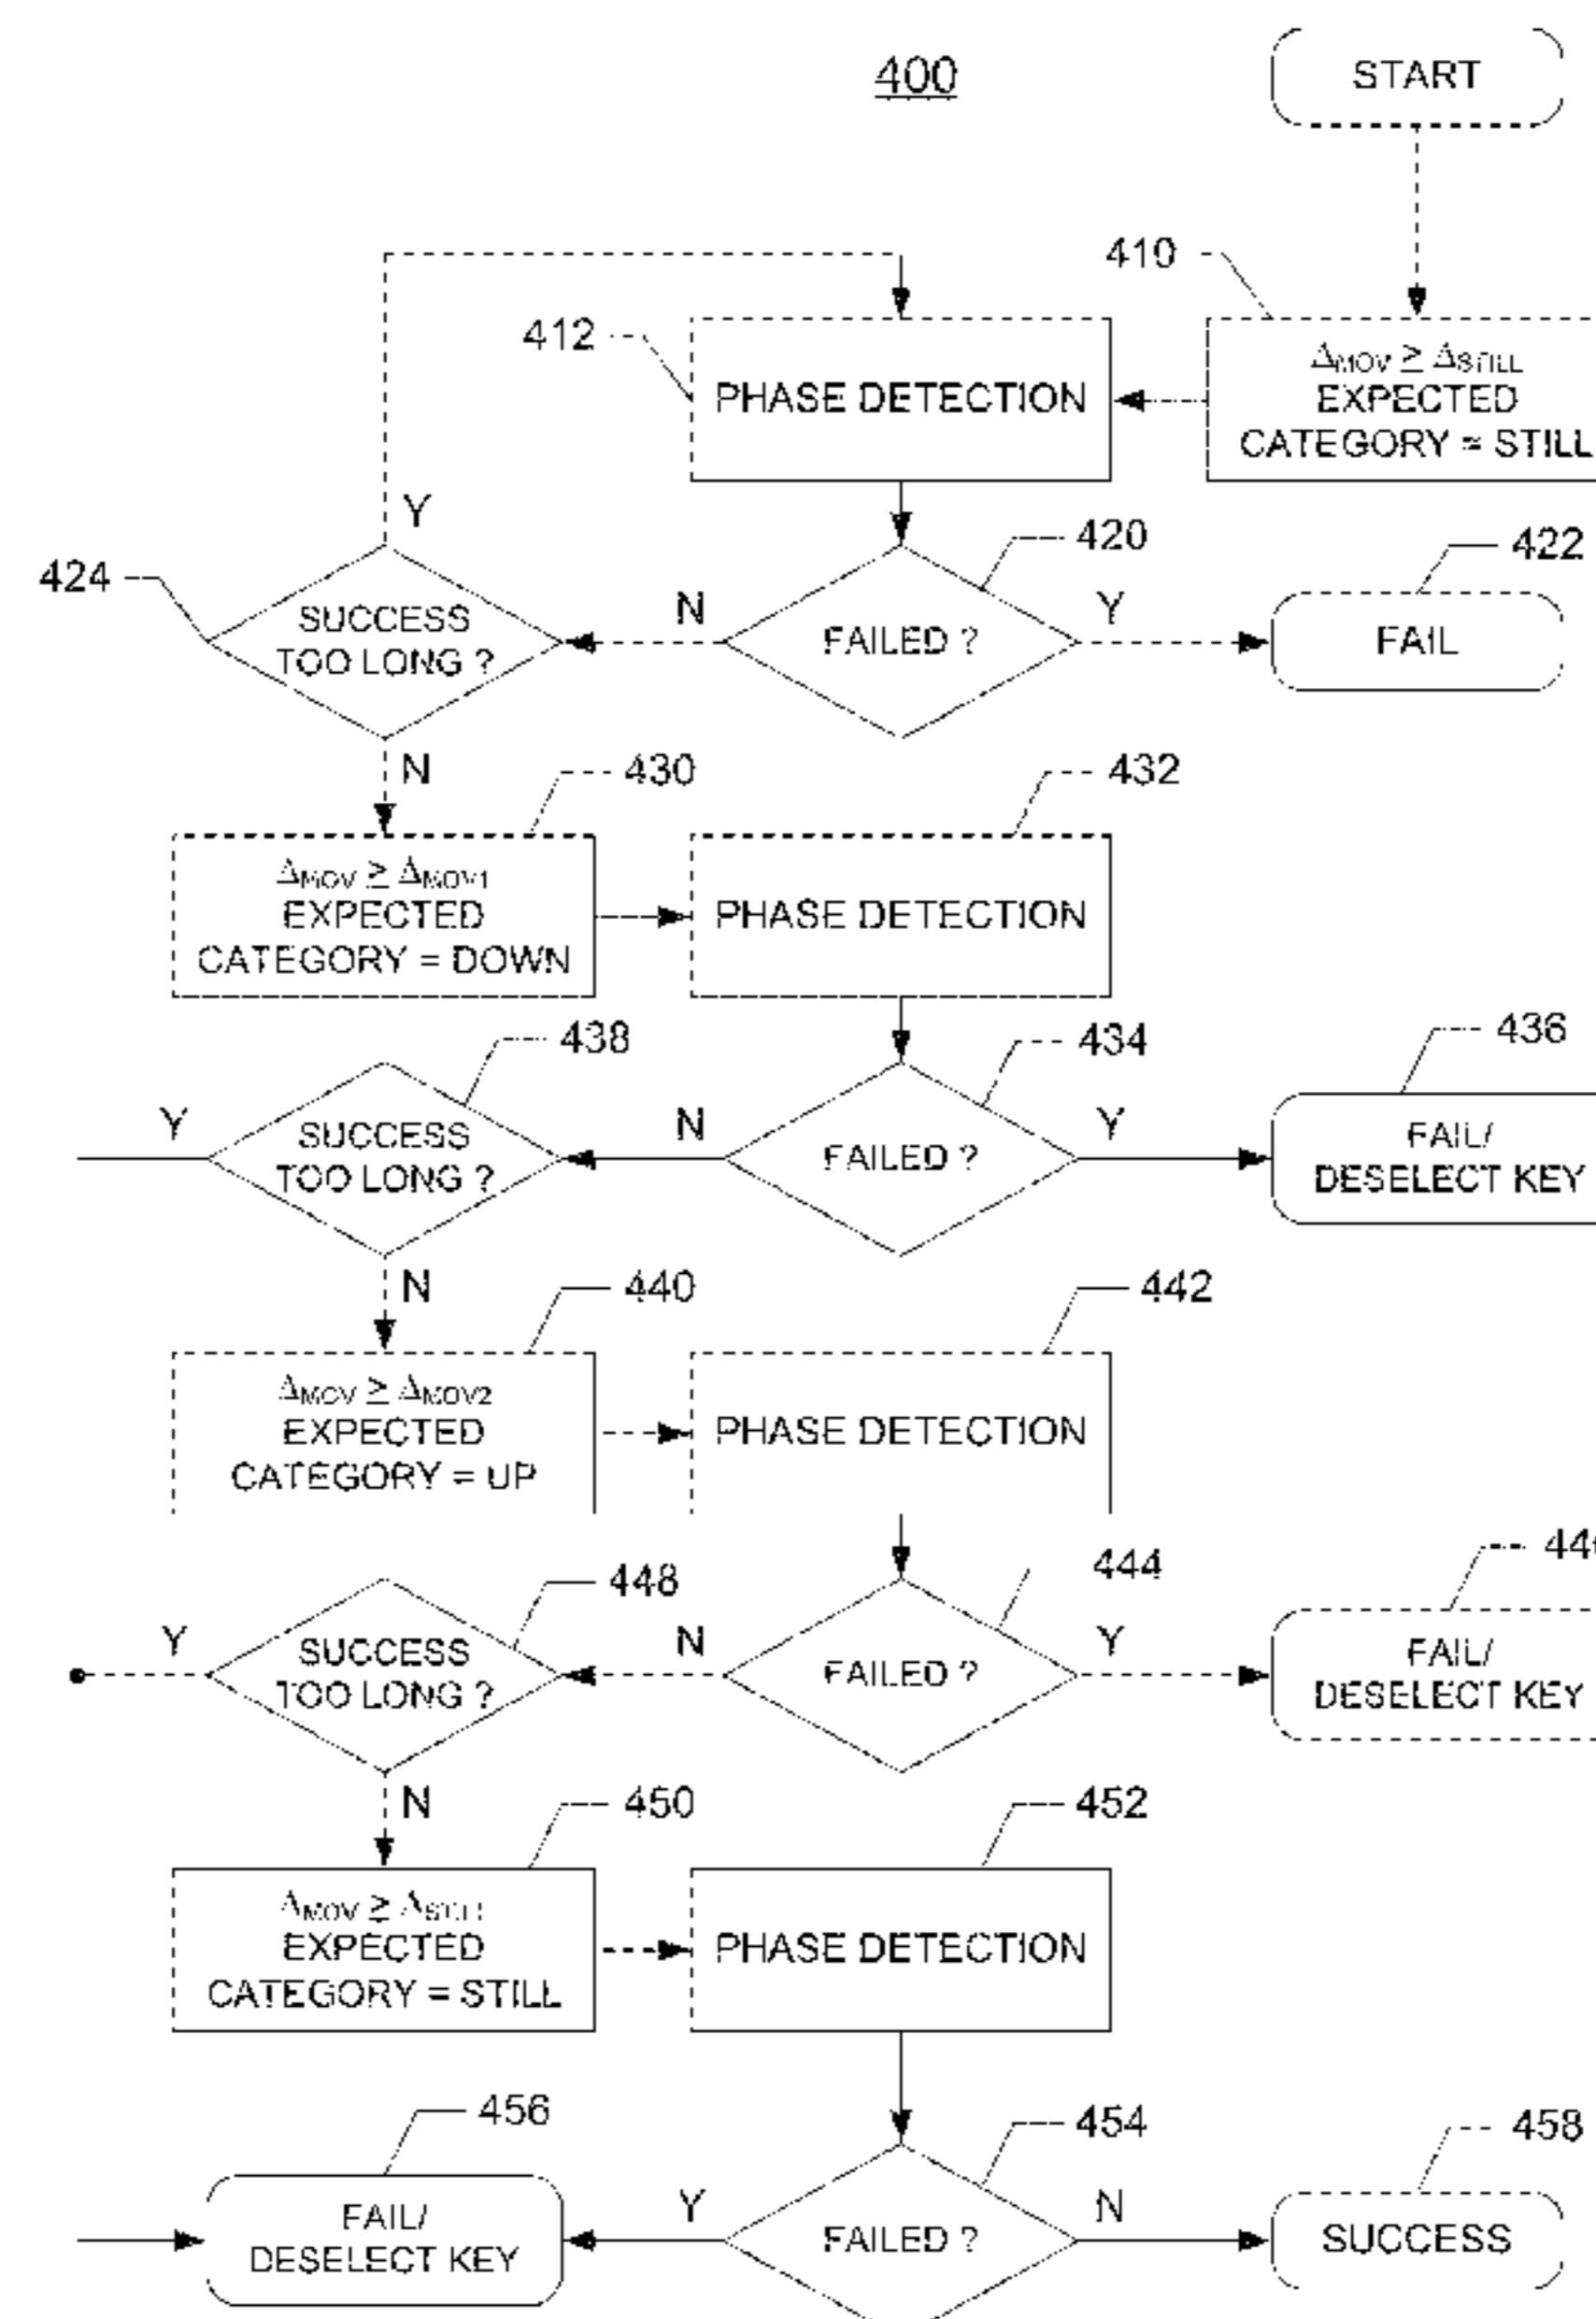 400
START
410
412
ΔMOV ≥ ΔSTILL
EXPECTED
CATEGORY = STILL
PHASE DETECTION
Y
420
422
424
SUCCESS
TOO LONG ?
N
FAILED ?
Y
FAIL
N
430
432
ΔMOV ≥ ΔMOV1
EXPECTED
CATEGORY = DOWN
PHASE DETECTION
438
434
436
Y
SUCCESS
TOO LONG ?
N
FAILED ?
Y
FAIL/
DESELECT KEY
N
440
442
ΔMOV ≥ ΔMOV2
EXPECTED
CATEGORY = UP
PHASE DETECTION
448
444
Y
SUCCESS
TOO LONG ?
N
FAILED ?
Y
FAIL/
DESELECT KEY
N
450
452
ΔMOV ≥ ΔSTILL
EXPECTED
CATEGORY = STILL
PHASE DETECTION
456
454
458
FAIL/
DESELECT KEY
Y
FAILED ?
N
SUCCESS